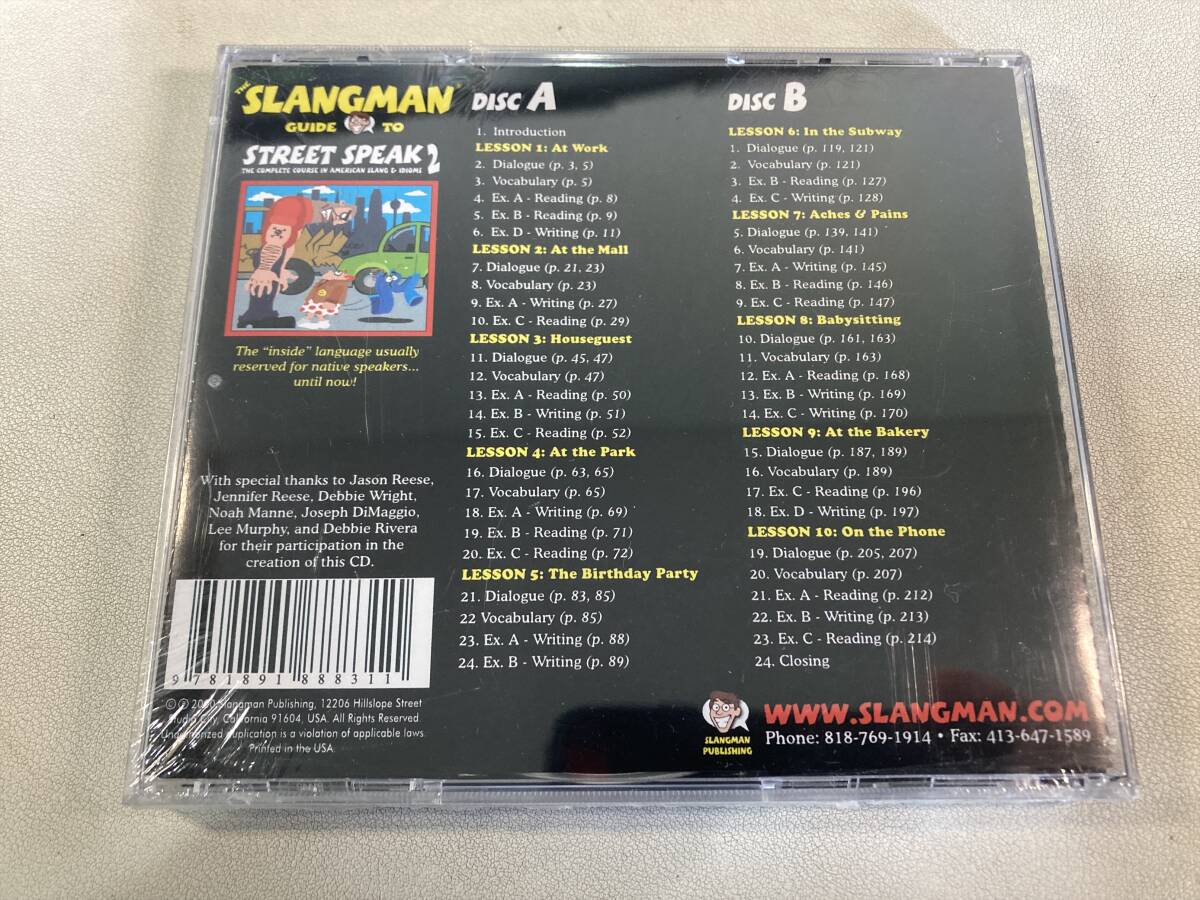 THE
SLANGMAN
GUIDE TO
STREET SPEAK 2
THE COMPLETE COURSE IN AMERICAN SLANG & IDIOMS
The "inside" language usually
reserved for native speakers...
until now!
With special thanks to Jason Reese,
Jennifer Reese, Debbie Wright,
Noah Manne, Joseph DiMaggio,
Lee Murphy, and Debbie Rivera
for their participation in the
creation of this CD.
9 781891 888311
©℗ 2000 Slangman Publishing, 12206 Hillslope Street
Studio City, California 91604, USA. All Rights Reserved.
Unauthorized duplication is a violation of applicable laws.
Printed in the USA.
DISC A
1. Introduction
LESSON 1: At Work
2. Dialogue (p. 3, 5)
3. Vocabulary (p. 5)
4. Ex. A - Reading (p. 8)
5. Ex. B - Reading (p. 9)
6. Ex. D - Writing (p. 11)
LESSON 2: At the Mall
7. Dialogue (p. 21, 23)
8. Vocabulary (p. 23)
9. Ex. A - Writing (p. 27)
10. Ex. C - Reading (p. 29)
LESSON 3: Houseguest
11. Dialogue (p. 45, 47)
12. Vocabulary (p. 47)
13. Ex. A - Reading (p. 50)
14. Ex. B - Writing (p. 51)
15. Ex. C - Reading (p. 52)
LESSON 4: At the Park
16. Dialogue (p. 63, 65)
17. Vocabulary (p. 65)
18. Ex. A - Writing (p. 69)
19. Ex. B - Reading (p. 71)
20. Ex. C - Reading (p. 72)
LESSON 5: The Birthday Party
21. Dialogue (p. 83, 85)
22 Vocabulary (p. 85)
23. Ex. A - Writing (p. 88)
24. Ex. B - Writing (p. 89)
DISC B
LESSON 6: In the Subway
1. Dialogue (p. 119, 121)
2. Vocabulary (p. 121)
3. Ex. B - Reading (p. 127)
4. Ex. C - Writing (p. 128)
LESSON 7: Aches & Pains
5. Dialogue (p. 139, 141)
6. Vocabulary (p. 141)
7. Ex. A - Writing (p. 145)
8. Ex. B - Reading (p. 146)
9. Ex. C - Reading (p. 147)
LESSON 8: Babysitting
10. Dialogue (p. 161, 163)
11. Vocabulary (p. 163)
12. Ex. A - Reading (p. 168)
13. Ex. B - Writing (p. 169)
14. Ex. C - Writing (p. 170)
LESSON 9: At the Bakery
15. Dialogue (p. 187, 189)
16. Vocabulary (p. 189)
17. Ex. C - Reading (p. 196)
18. Ex. D - Writing (p. 197)
LESSON 10: On the Phone
19. Dialogue (p. 205, 207)
20. Vocabulary (p. 207)
21. Ex. A - Reading (p. 212)
22. Ex. B - Writing (p. 213)
23. Ex. C - Reading (p. 214)
24. Closing
SLANGMAN
PUBLISHING
WWW.SLANGMAN.COM
Phone: 818-769-1914 • Fax: 413-647-1589